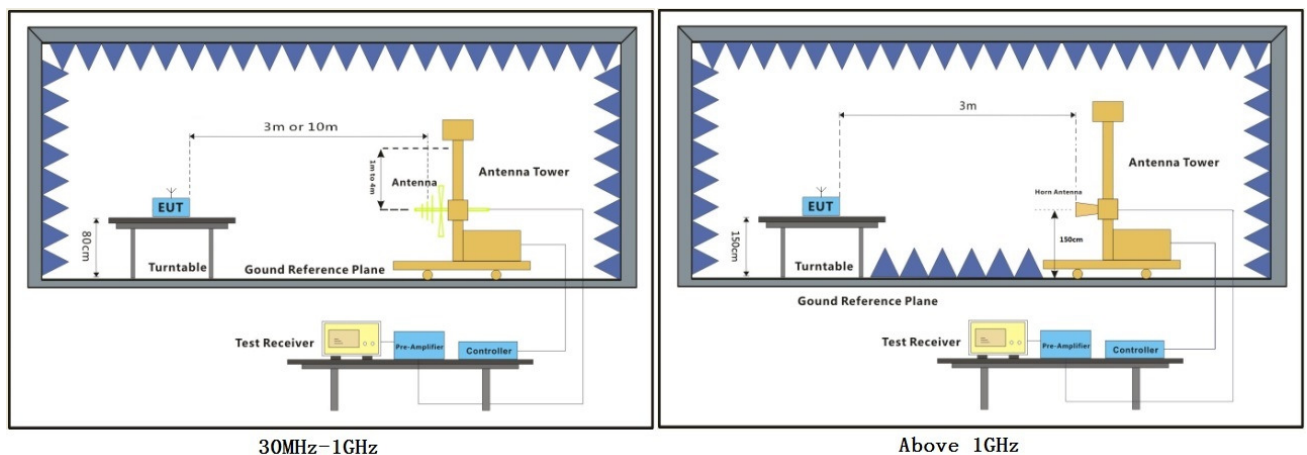 3m or 10m
1m to 4m
Antenna
Antenna Tower
EUT
80cm
Turntable
Gound Reference Plane
Test Receiver
Pre-Amplifier
Controller
30MHz-1GHz
3m
Antenna Tower
Horn Antenna
EUT
150cm
150cm
Turntable
Gound Reference Plane
Test Receiver
Pre-Amplifier
Controller
Above 1GHz